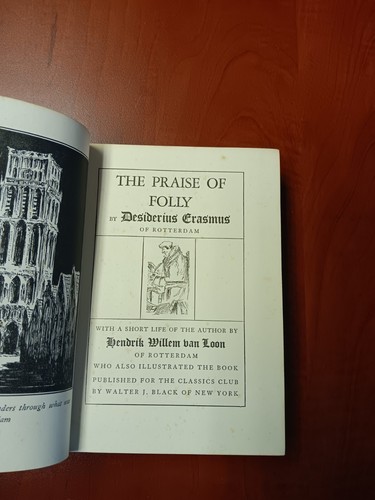 THE PRAISE OF
FOLLY
BY Desiderius Erasmus
OF ROTTERDAM
WITH A SHORT LIFE OF THE AUTHOR BY
Hendrik Willem van Loon
OF ROTTERDAM
WHO ALSO ILLUSTRATED THE BOOK
PUBLISHED FOR THE CLASSICS CLUB
BY WALTER J. BLACK OF NEW YORK
through what